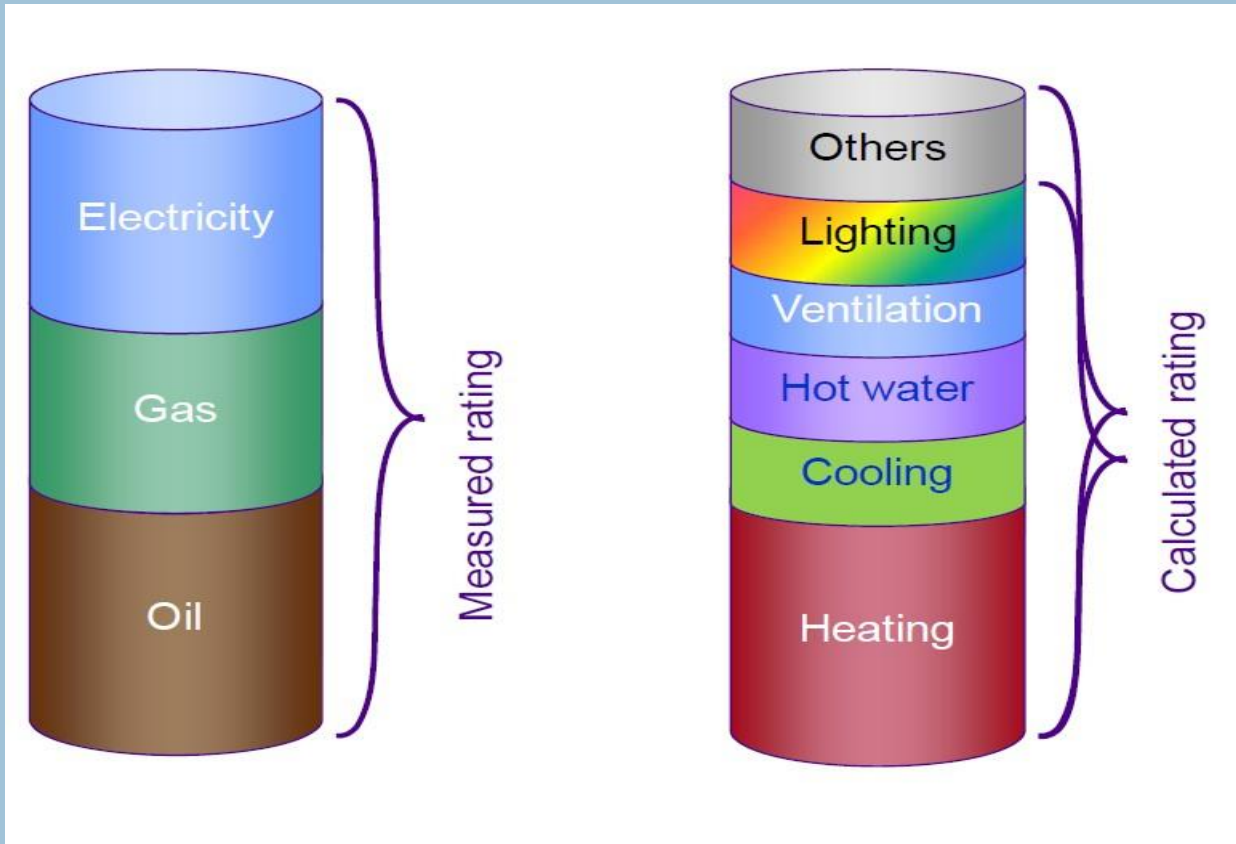 Electricity
Gas
Oil
Measured rating
Others
Lighting
Ventilation
Hot water
Cooling
Heating
Calculated rating